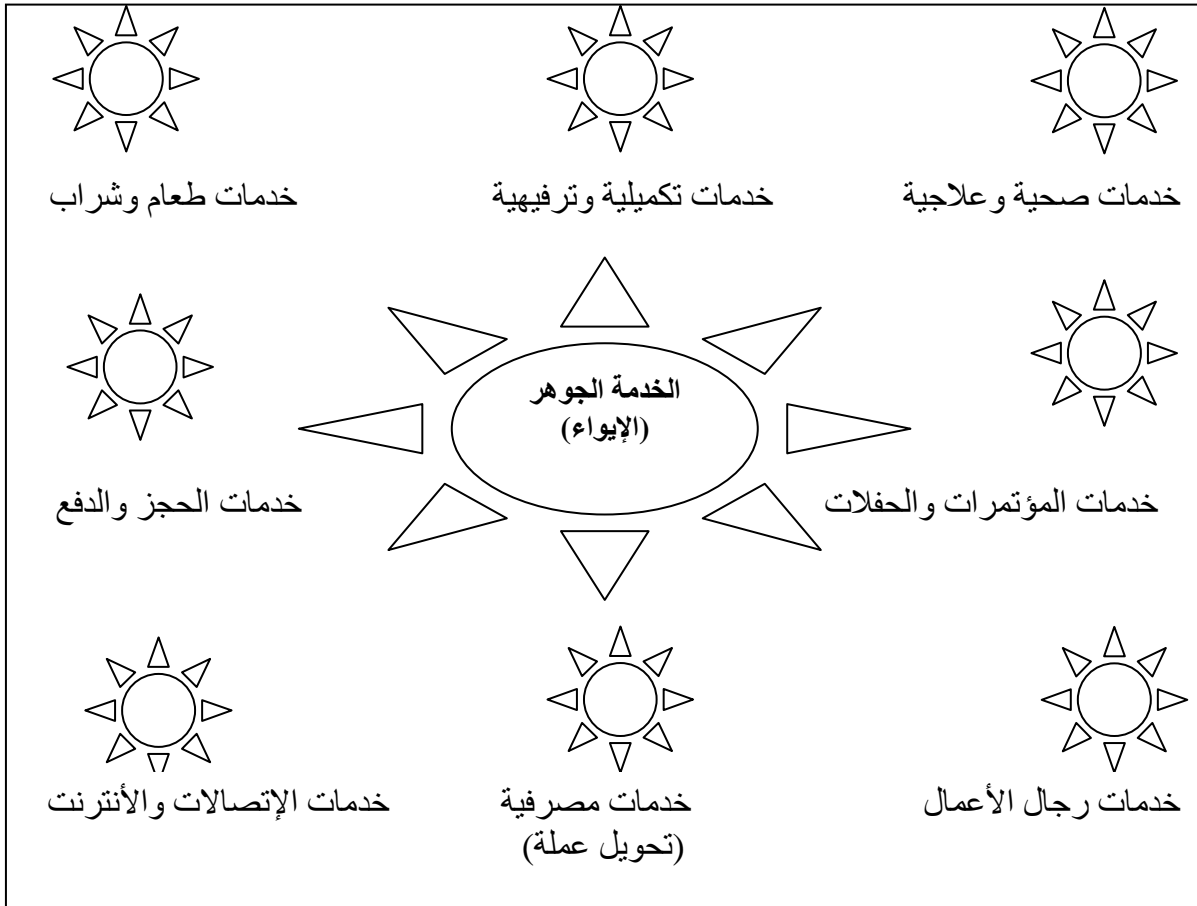 خدمات صحية وعلاجية
خدمات تكميلية وترفيهية
خدمات طعام وشراب
الخدمة الجوهر
(الإيواء)
خدمات المؤتمرات والحفلات
خدمات الحجز والدفع
خدمات رجال الأعمال
خدمات مصرفية
(تحويل عملة)
خدمات الإتصالات والأنترنت